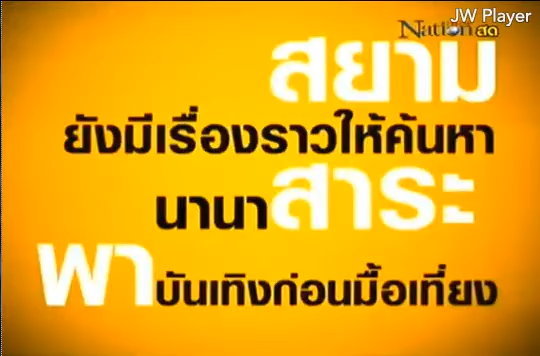 JW Player
Nation สด
สยาม
ยังมีเรื่องราวให้ค้นหา
นานาสาระ
พาบันเทิงก่อนมื้อเที่ยง